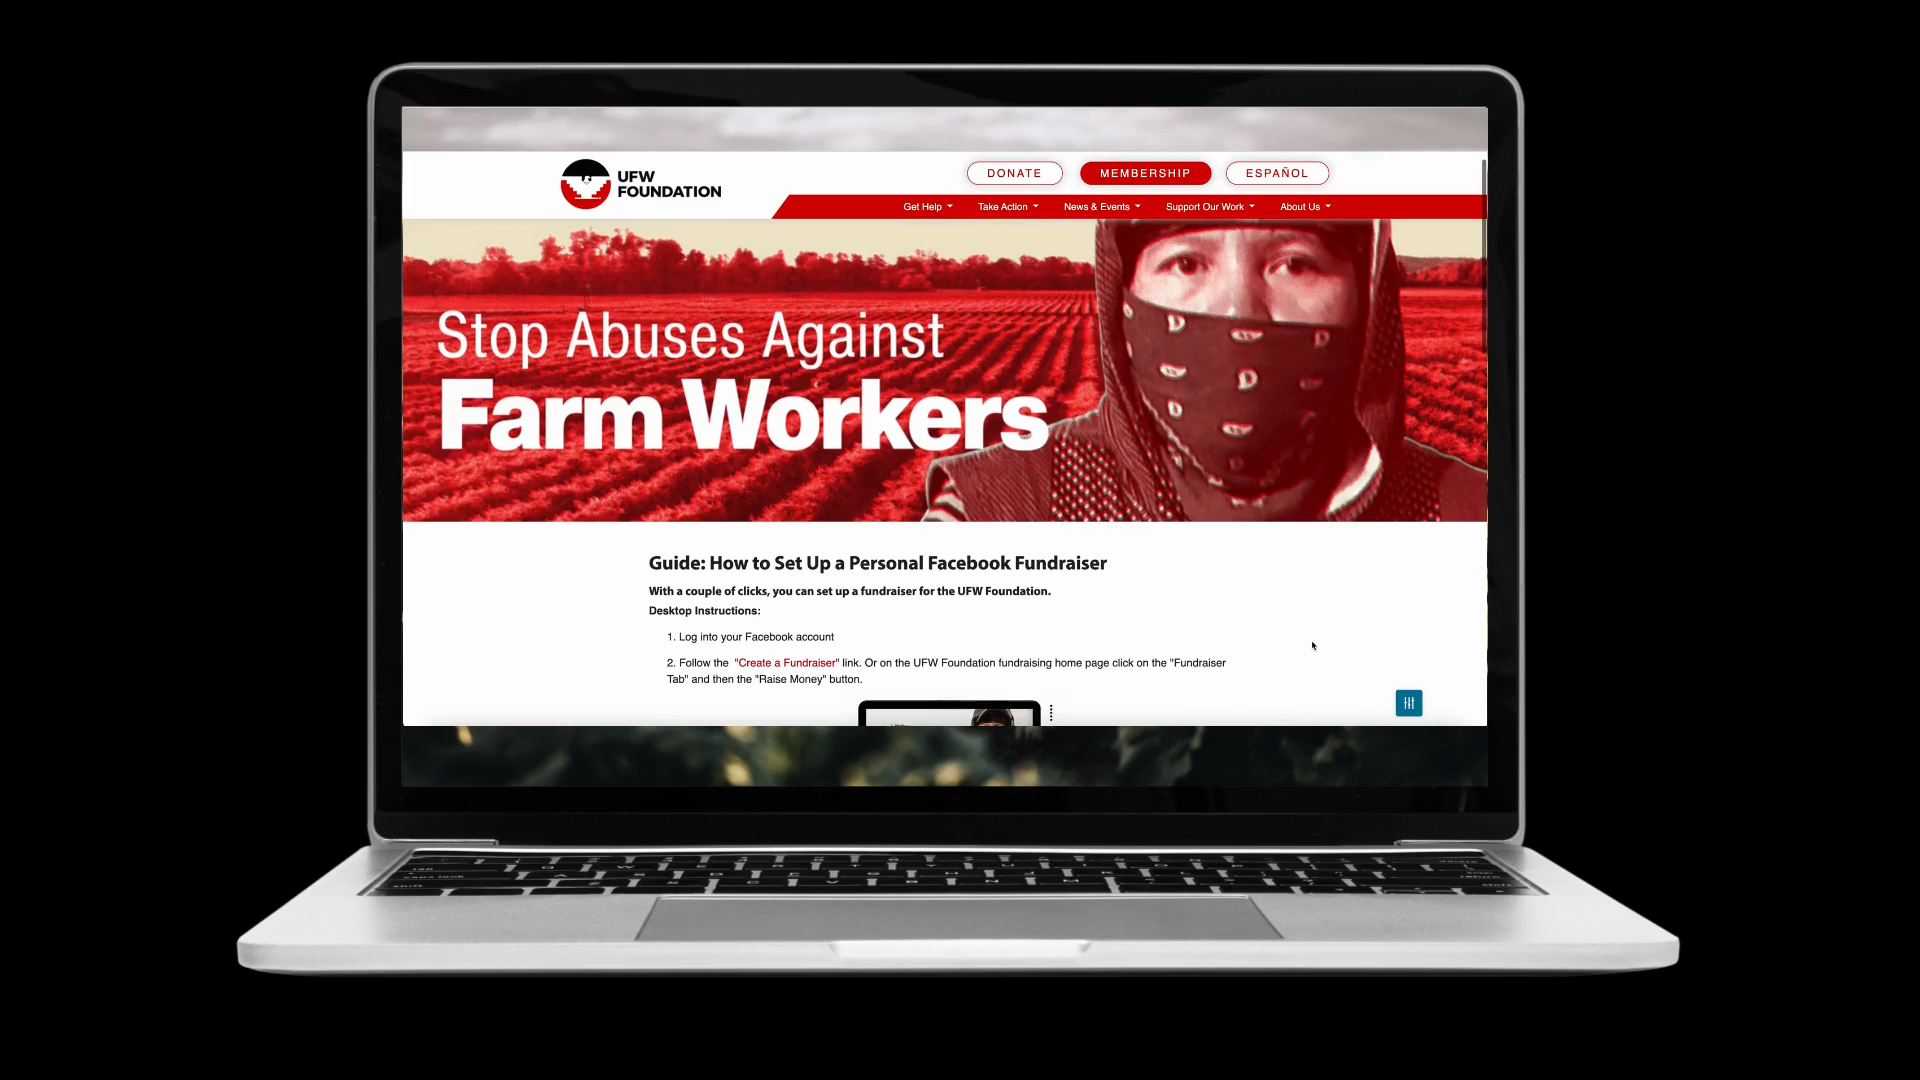 UFW
FOUNDATION
DONATE
MEMBERSHIP
ESPAÑOL
Get Help
Take Action
News & Events
Support Our Work
About Us
Stop Abuses Against
Farm Workers
Guide: How to Set Up a Personal Facebook Fundraiser
With a couple of clicks, you can set up a fundraiser for the UFW Foundation.
Desktop Instructions:
1. Log into your Facebook account
2. Follow the "Create a Fundraiser" link. Or on the UFW Foundation fundraising home page click on the "Fundraiser
Tab" and then the "Raise Money" button.
caps lock
shift